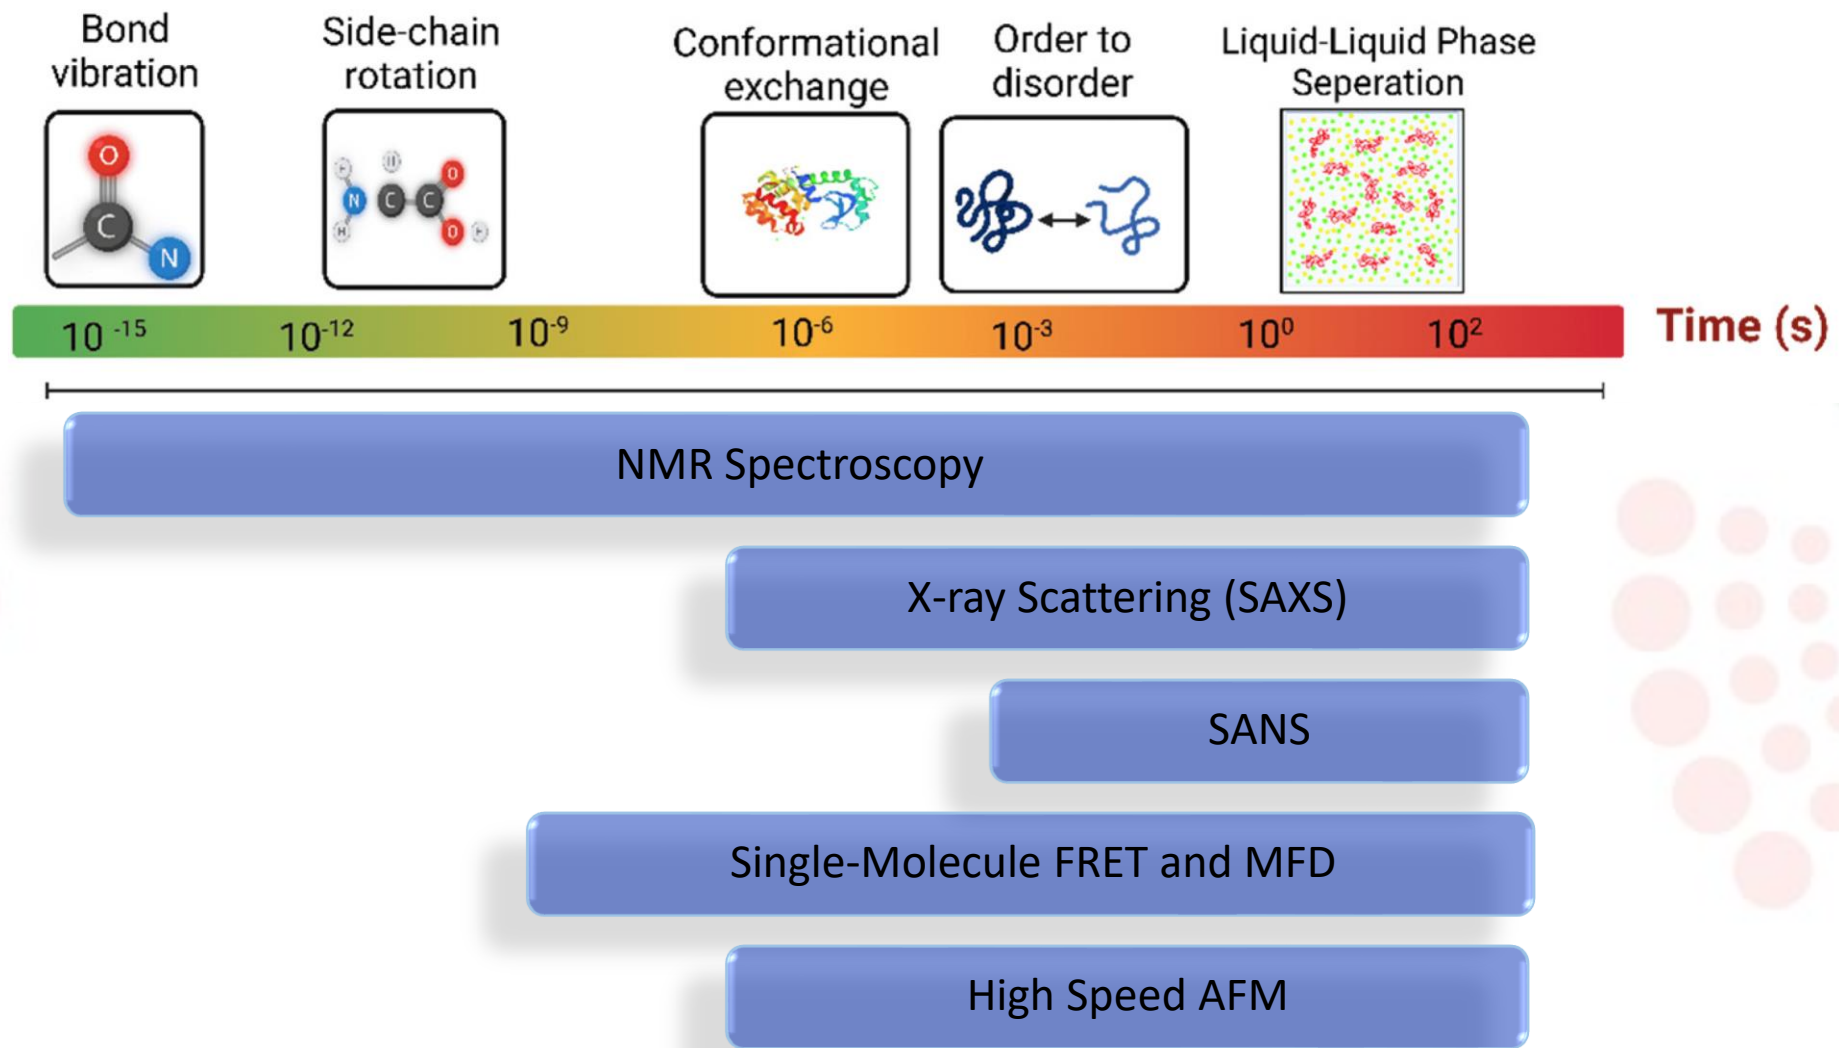 Bond
vibration
Side-chain
rotation
Conformational
exchange
Order to
disorder
Liquid-Liquid Phase
Seperation
O
C
N
H
H
N
H
C
C
O
O
H
10⁻¹⁵
10⁻¹²
10⁻⁹
10⁻⁶
10⁻³
10⁰
10²
Time (s)
NMR Spectroscopy
X-ray Scattering (SAXS)
SANS
Single-Molecule FRET and MFD
High Speed AFM